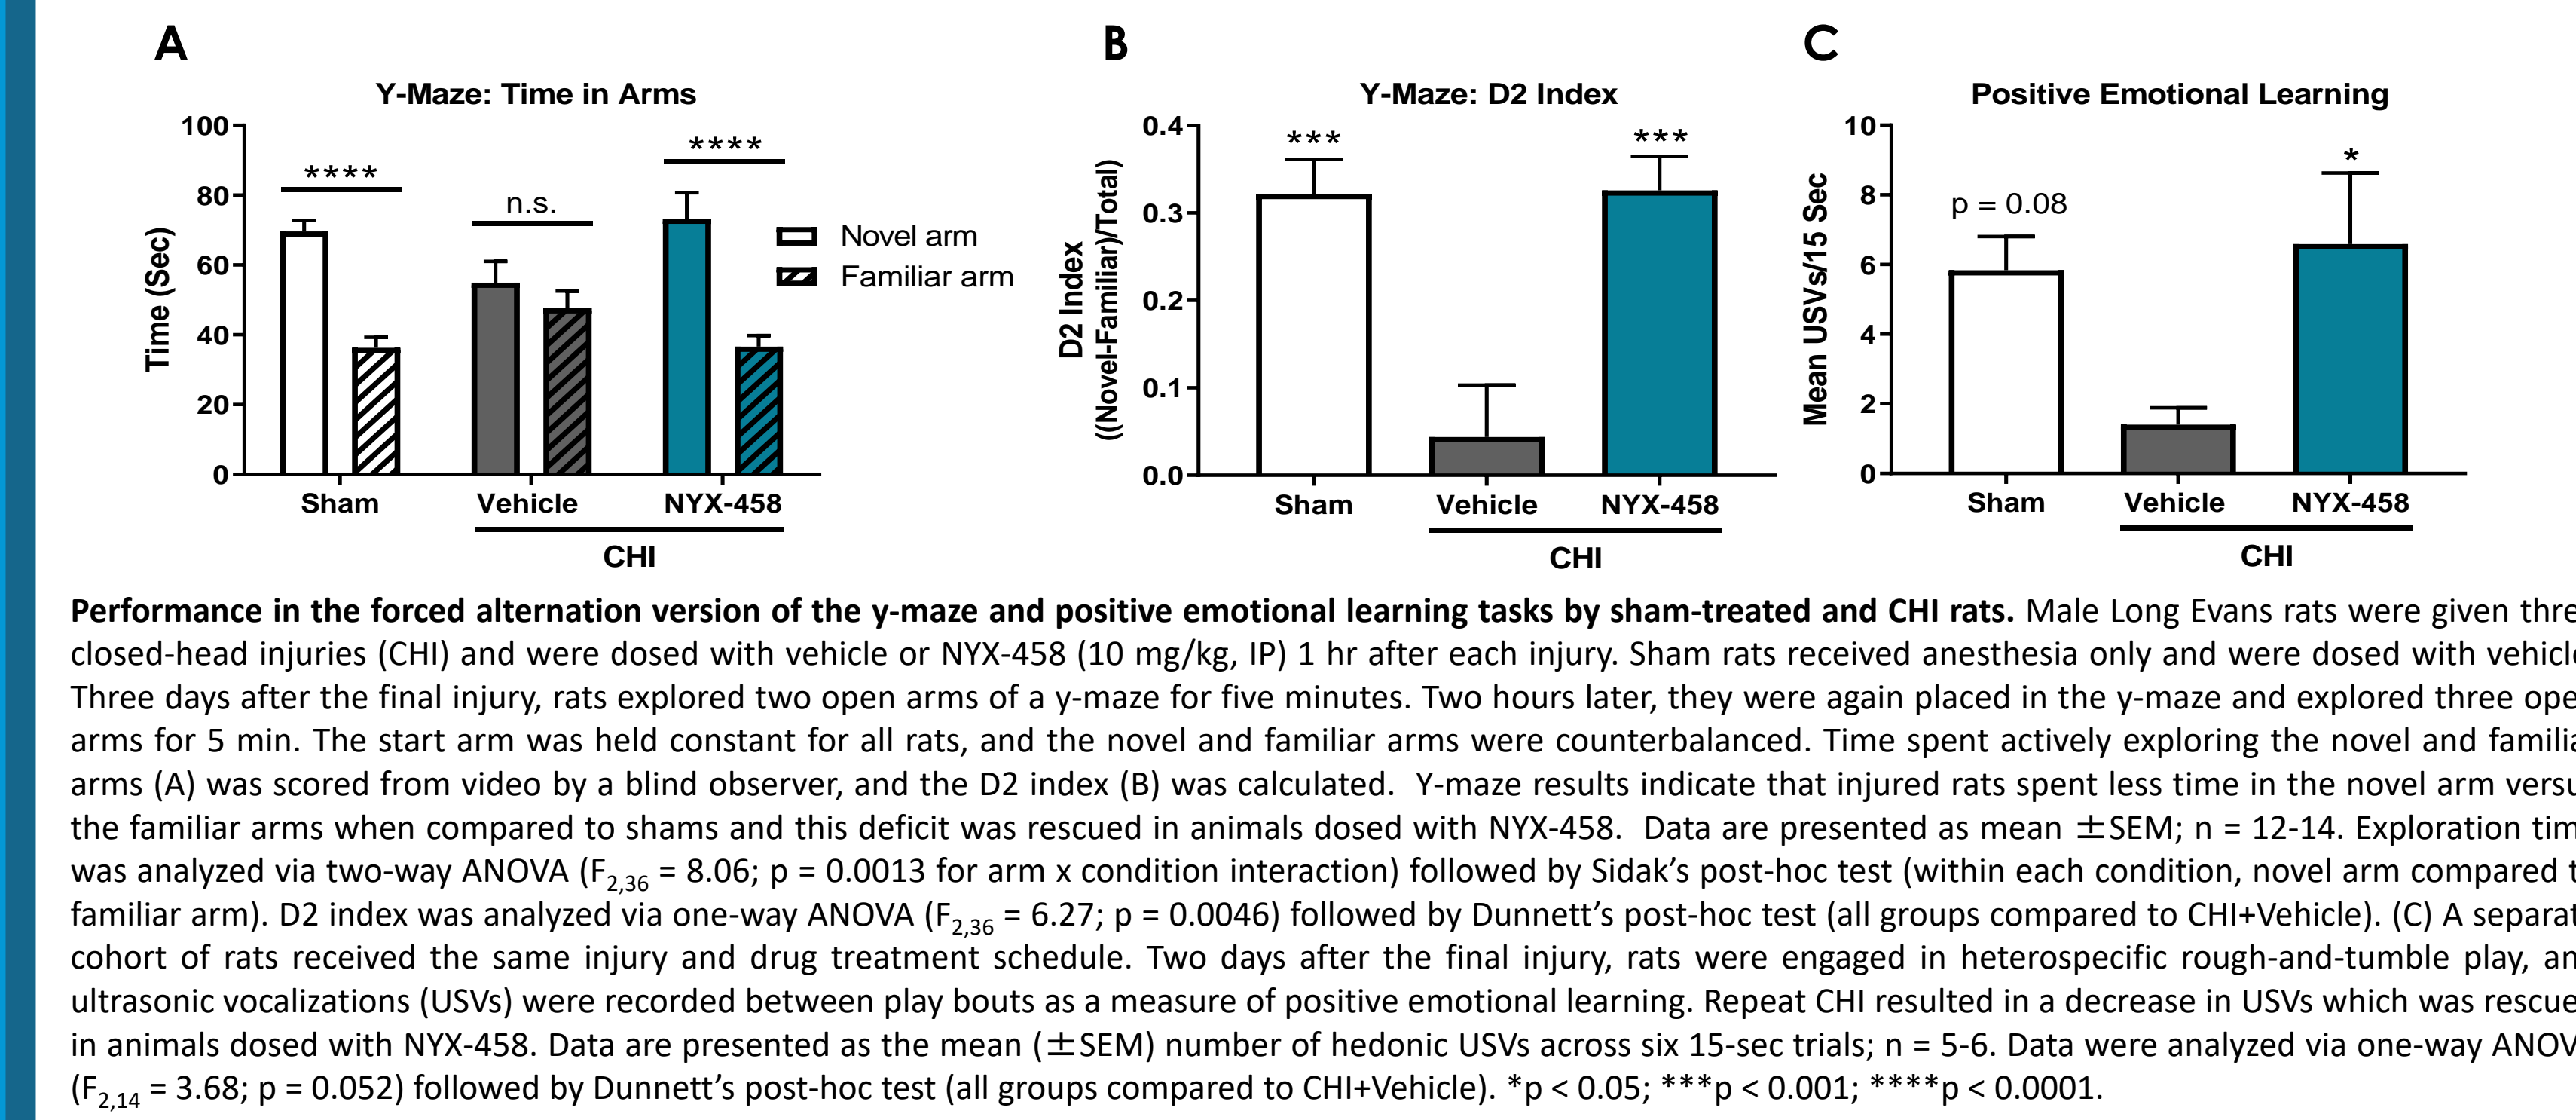 A
B
C
Y-Maze: Time in Arms
100
80
60
40
20
0
Time (Sec)
****
n.s.
****
Novel arm
Familiar arm
Sham
Vehicle
NYX-458
CHI
Y-Maze: D2 Index
0.4
0.3
0.2
0.1
0.0
D2 Index
((Novel-Familiar)/Total)
***
***
Sham
Vehicle
NYX-458
CHI
Positive Emotional Learning
10
8
6
4
2
0
Mean USVs/15 Sec
p = 0.08
*
Sham
Vehicle
NYX-458
CHI
Performance in the forced alternation version of the y-maze and positive emotional learning tasks by sham-treated and CHI rats. Male Long Evans rats were given thre
closed-head injuries (CHI) and were dosed with vehicle or NYX-458 (10 mg/kg, IP) 1 hr after each injury. Sham rats received anesthesia only and were dosed with vehicle
Three days after the final injury, rats explored two open arms of a y-maze for five minutes. Two hours later, they were again placed in the y-maze and explored three ope
arms for 5 min. The start arm was held constant for all rats, and the novel and familiar arms were counterbalanced. Time spent actively exploring the novel and familia
arms (A) was scored from video by a blind observer, and the D2 index (B) was calculated. Y-maze results indicate that injured rats spent less time in the novel arm versu
the familiar arms when compared to shams and this deficit was rescued in animals dosed with NYX-458. Data are presented as mean ±SEM; n = 12-14. Exploration tim
was analyzed via two-way ANOVA (F2,36 = 8.06; p = 0.0013 for arm x condition interaction) followed by Sidak's post-hoc test (within each condition, novel arm compared t
familiar arm). D2 index was analyzed via one-way ANOVA (F2,36 = 6.27; p = 0.0046) followed by Dunnett's post-hoc test (all groups compared to CHI+Vehicle). (C) A separat
cohort of rats received the same injury and drug treatment schedule. Two days after the final injury, rats were engaged in heterospecific rough-and-tumble play, an
ultrasonic vocalizations (USVs) were recorded between play bouts as a measure of positive emotional learning. Repeat CHI resulted in a decrease in USVs which was rescue
in animals dosed with NYX-458. Data are presented as the mean (±SEM) number of hedonic USVs across six 15-sec trials; n = 5-6. Data were analyzed via one-way ANOV
(F2,14 = 3.68; p = 0.052) followed by Dunnett's post-hoc test (all groups compared to CHI+Vehicle). *p < 0.05; ***p < 0.001; ****p < 0.0001.